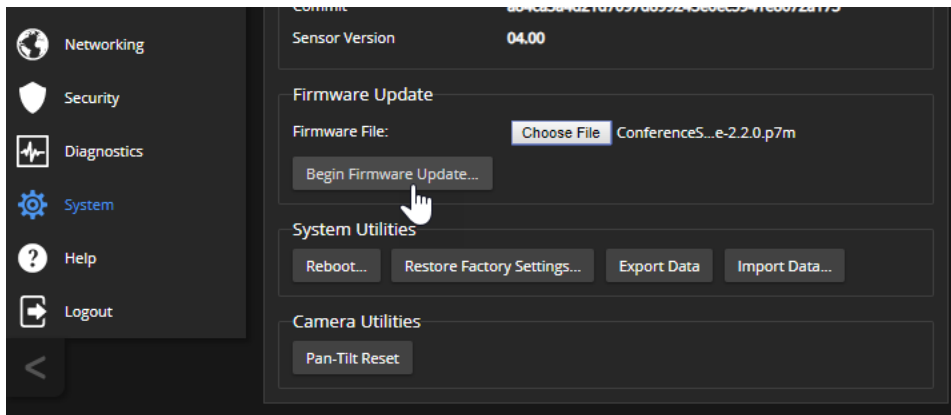 Networking
Security
Diagnostics
System
Help
Logout
Commit
Sensor Version 04.00
Firmware Update
Firmware File: Choose File ConferenceS...e-2.2.0.p7m
Begin Firmware Update...
System Utilities
Reboot... Restore Factory Settings... Export Data Import Data...
Camera Utilities
Pan-Tilt Reset